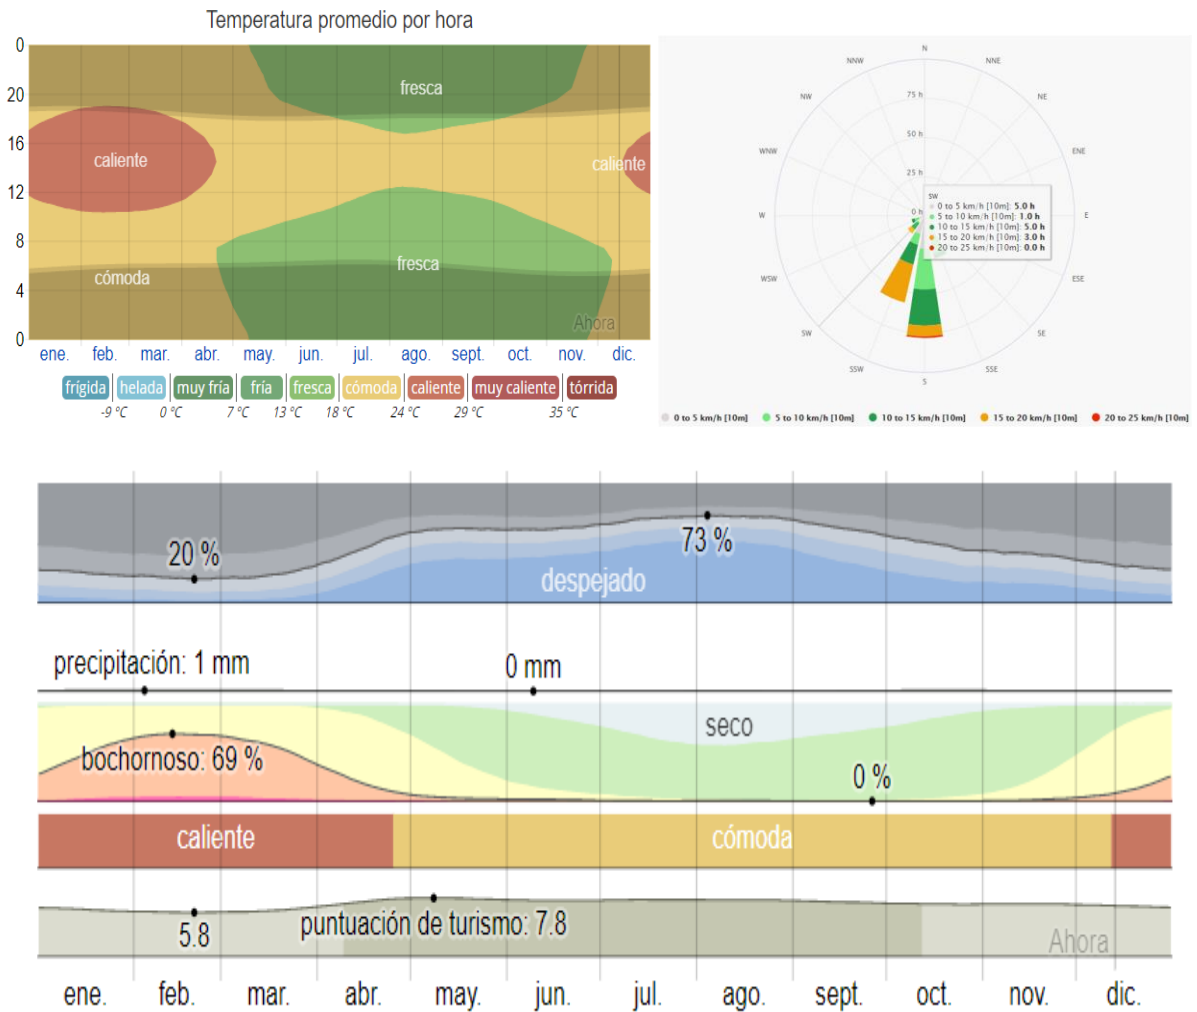 Temperatura promedio por hora
0
20
16
12
8
4
0
fresca
caliente
caliente
fresca
cómoda
Ahora
ene. feb. mar. abr. may. jun. jul. ago. sept. oct. nov. dic.
frígida helada muy fría fría fresca cómoda caliente muy caliente tórrida
-9 °C 0 °C 7 °C 13 °C 18 °C 24 °C 29 °C 35 °C
N
NNW NNE
NW NE
75 h
50 h
WNW ENE
25 h
W 0 h E
SW
0 to 5 km/h [10m]: 5.0 h
5 to 10 km/h [10m]: 1.0 h
10 to 15 km/h [10m]: 5.0 h
15 to 20 km/h [10m]: 3.0 h
20 to 25 km/h [10m]: 0.0 h
WSW ESE
SW SE
SSW SSE
S
0 to 5 km/h [10m] 5 to 10 km/h [10m] 10 to 15 km/h [10m] 15 to 20 km/h [10m] 20 to 25 km/h [10m]
20 %
73 %
despejado
precipitación: 1 mm 0 mm
seco
bochornoso: 69 %
0 %
caliente cómoda
5.8
puntuación de turismo: 7.8
Ahora
ene. feb. mar. abr. may. jun. jul. ago. sept. oct. nov. dic.